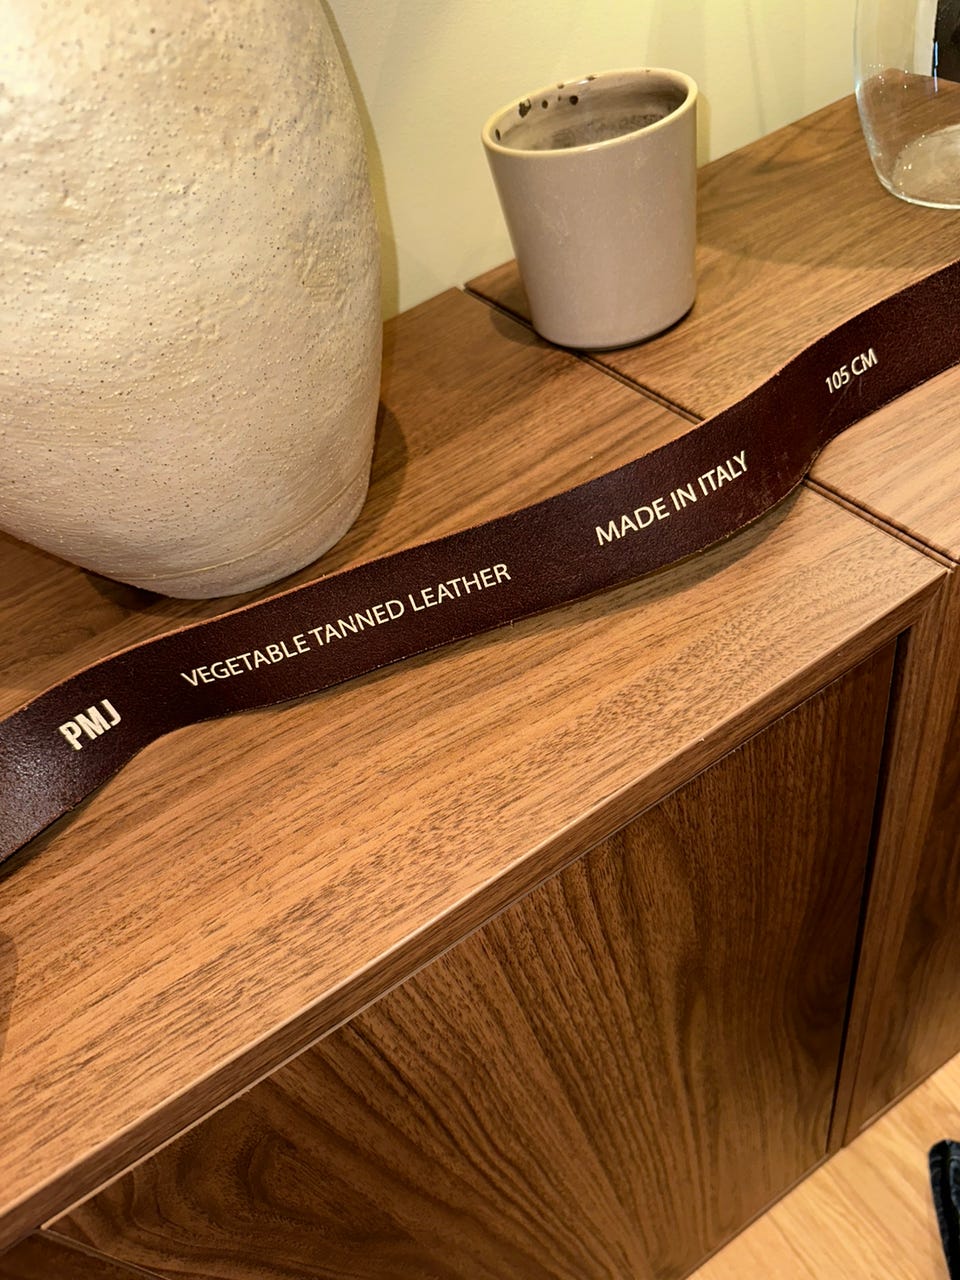 PMJ
VEGETABLE TANNED LEATHER
MADE IN ITALY
105 CM